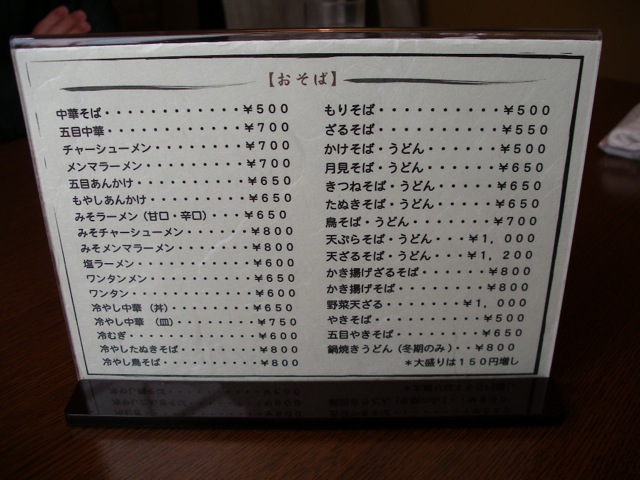 【おそば】
中華そば・・・・・・・・・・・・¥500
五目中華・・・・・・・・・・・・¥700
チャーシューメン・・・・・・・・¥700
メンマラーメン・・・・・・・・・¥700
五目あんかけ・・・・・・・・・・¥650
もやしあんかけ・・・・・・・・・¥650
みそラーメン(甘口・辛口)・・・¥650
みそチャーシューメン・・・・・・¥800
みそメンマラーメン・・・・・・・¥800
塩ラーメン・・・・・・・・・・・¥600
ワンタンメン・・・・・・・・・・¥650
ワンタン・・・・・・・・・・・・¥600
冷やし中華(丼)・・・・・・・・¥650
冷やし中華(皿)・・・・・・・・¥750
冷むぎ・・・・・・・・・・・・・¥600
冷やしたぬきそば・・・・・・・・¥800
冷やし鳥そば・・・・・・・・・・¥800
もりそば・・・・・・・・・・¥500
ざるそば・・・・・・・・・・¥550
かけそば・うどん・・・・・・¥500
月見そば・うどん・・・・・・¥650
きつねそば・うどん・・・・・¥650
たぬきそば・うどん・・・・・¥650
鳥そば・うどん・・・・・・・¥700
天ぷらそば・うどん・・・¥1,000
天ざるそば・うどん・・・¥1,200
かき揚げざるそば・・・・・・¥800
かき揚げそば・・・・・・・・¥800
野菜天ざる・・・・・・・¥1,000
やきそば・・・・・・・・・・¥500
五目やきそば・・・・・・・・¥650
鍋焼きうどん(冬期のみ)・・¥800
*大盛りは150円増し